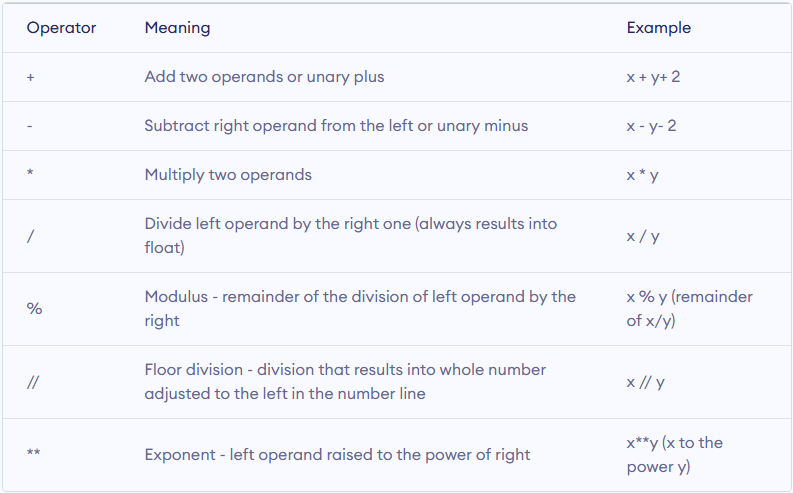 Operator Meaning Example
+ Add two operands or unary plus x + y+ 2
- Subtract right operand from the left or unary minus x - y- 2
* Multiply two operands x * y
/ Divide left operand by the right one (always results into
float) x / y
% Modulus - remainder of the division of left operand by the
right x % y (remainder
of x/y)
// Floor division - division that results into whole number
adjusted to the left in the number line x // y
** Exponent - left operand raised to the power of right x**y (x to the
power y)